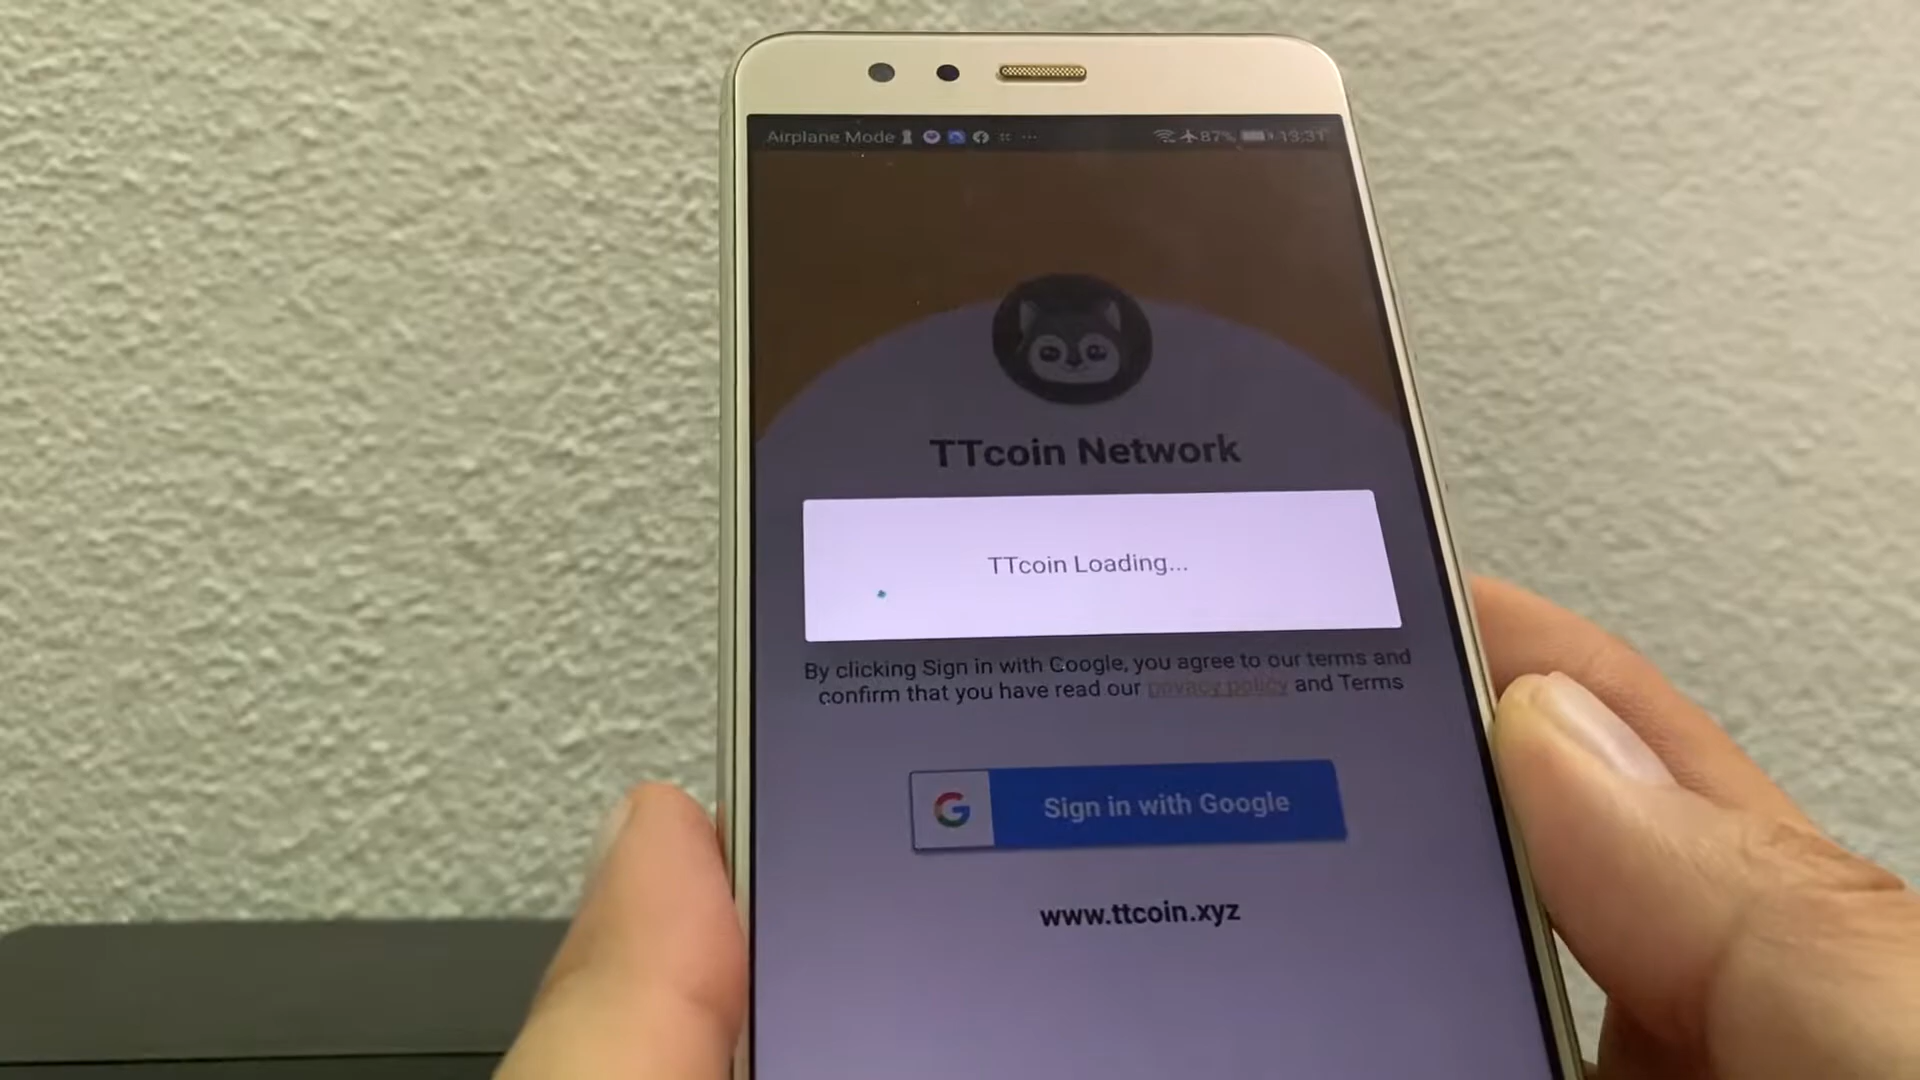 Airplane Mode 87% 13:31
TTcoin Network
TTcoin Loading...
By clicking Sign in with Google, you agree to our terms and
confirm that you have read our privacy policy and Terms
Sign in with Google
www.ttcoin.xyz